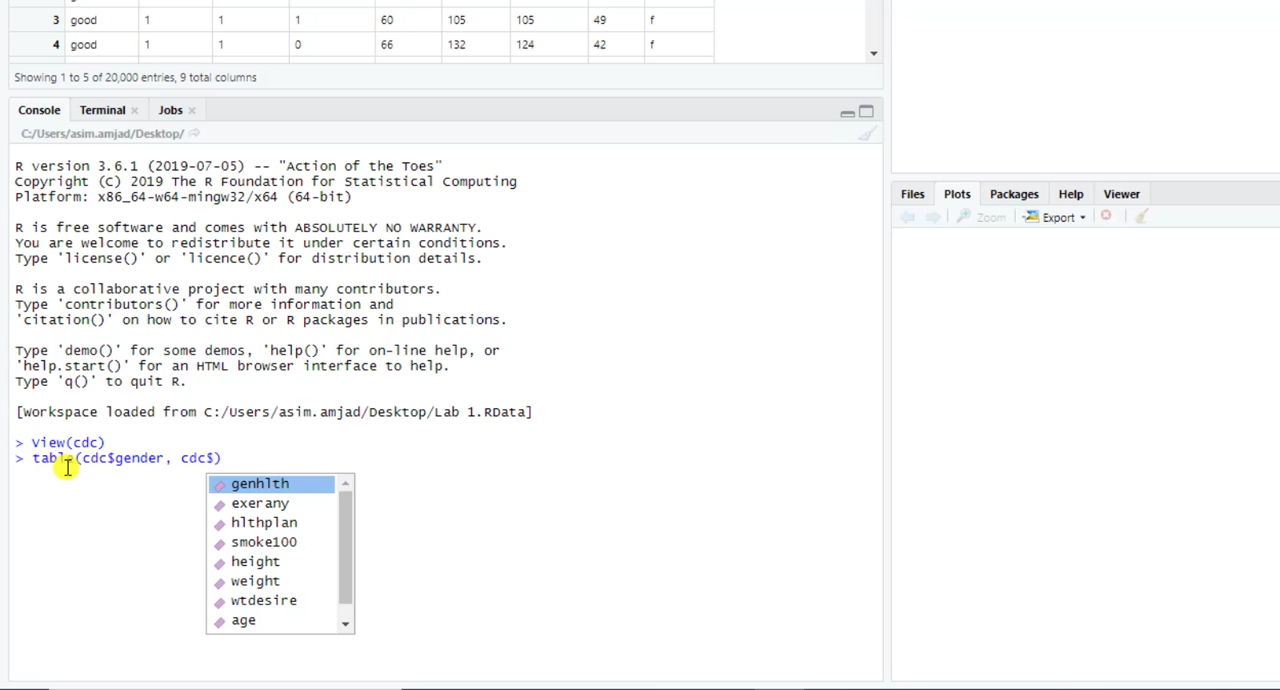 3 good 1 1 1 60 105 105 49 f
4 good 1 1 0 66 132 124 42 f
Showing 1 to 5 of 20,000 entries, 9 total columns
Console Terminal Jobs
C:/Users/asim.amjad/Desktop/
R version 3.6.1 (2019-07-05) -- "Action of the Toes"
Copyright (C) 2019 The R Foundation for Statistical Computing
Platform: x86_64-w64-mingw32/x64 (64-bit)
R is free software and comes with ABSOLUTELY NO WARRANTY.
You are welcome to redistribute it under certain conditions.
Type 'license()' or 'licence()' for distribution details.
R is a collaborative project with many contributors.
Type 'contributors()' for more information and
'citation()' on how to cite R or R packages in publications.
Type 'demo()' for some demos, 'help()' for on-line help, or
'help.start()' for an HTML browser interface to help.
Type 'q()' to quit R.
[Workspace loaded from C:/Users/asim.amjad/Desktop/Lab 1.RData]
> View(cdc)
> table(cdc$gender, cdc$)
genhlth
exerany
hlthplan
smoke100
height
weight
wtdesire
age
Files Plots Packages Help Viewer
Zoom Export